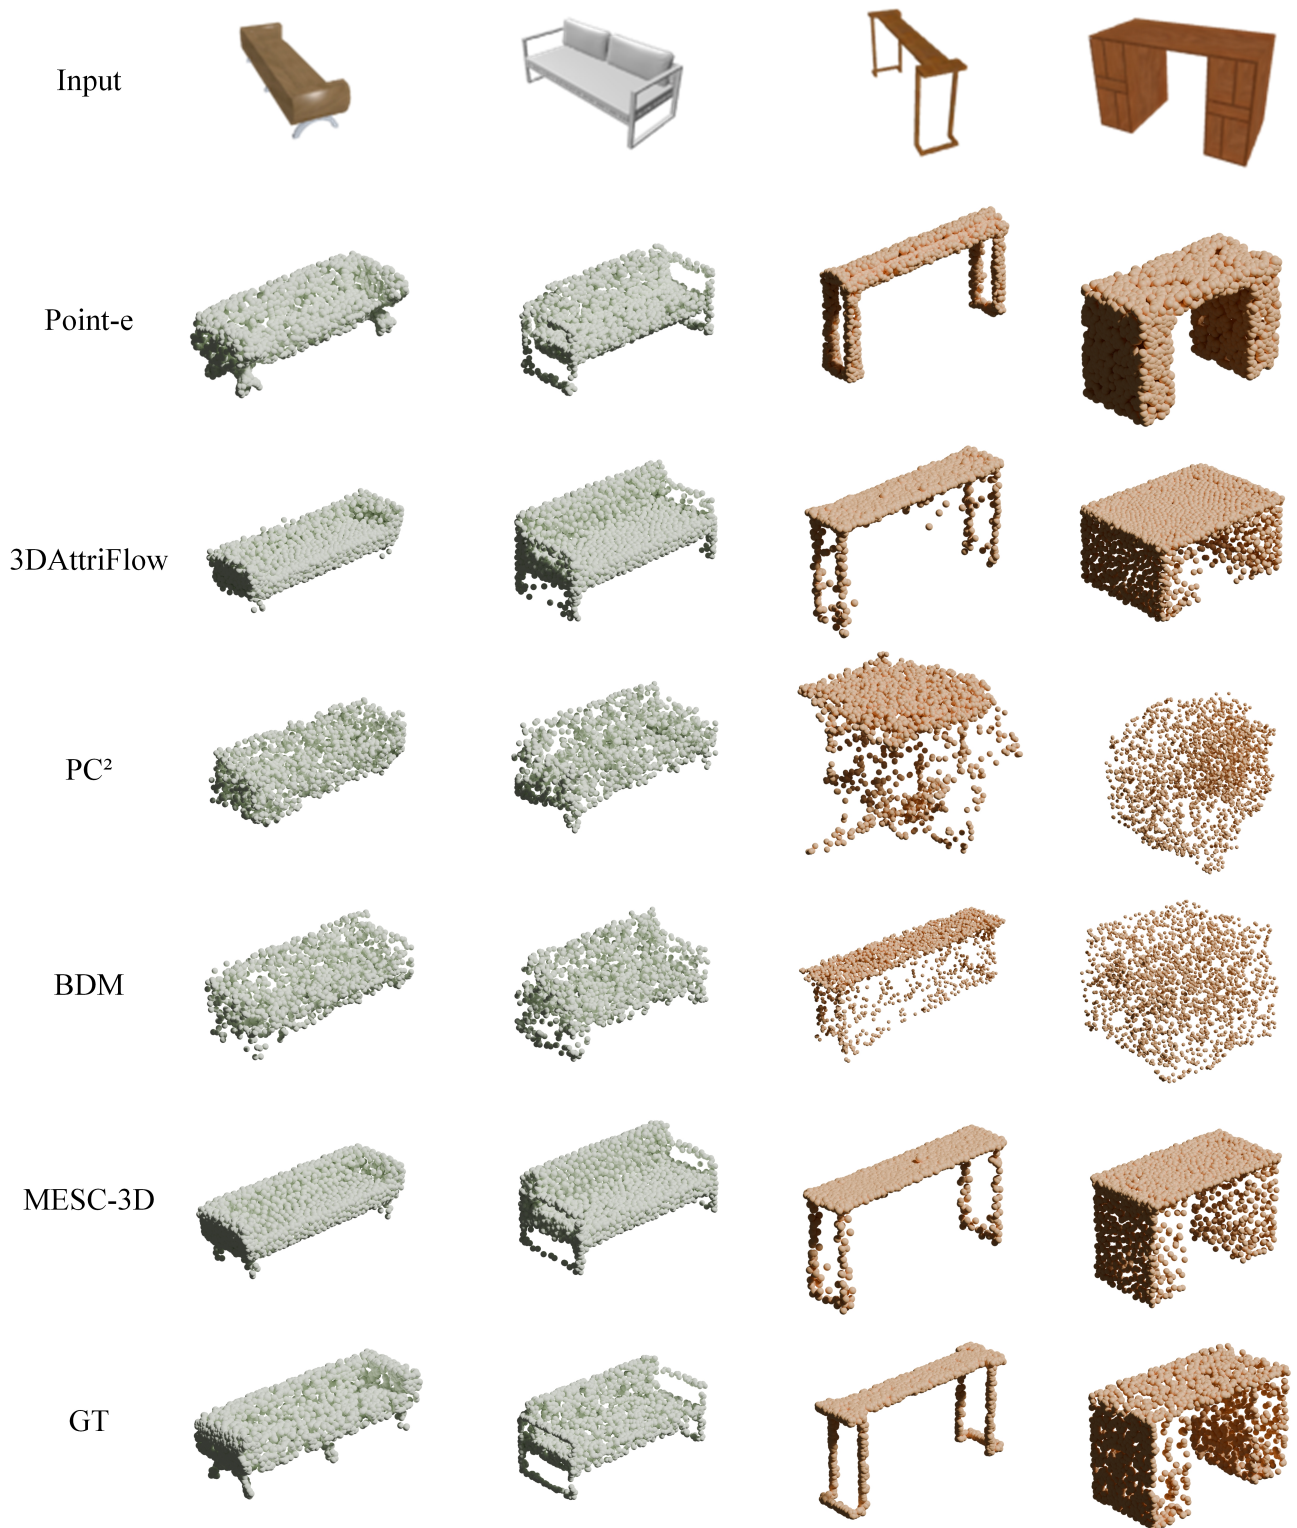 Input
Point-e
3DAttriFlow
PC²
BDM
MESC-3D
GT